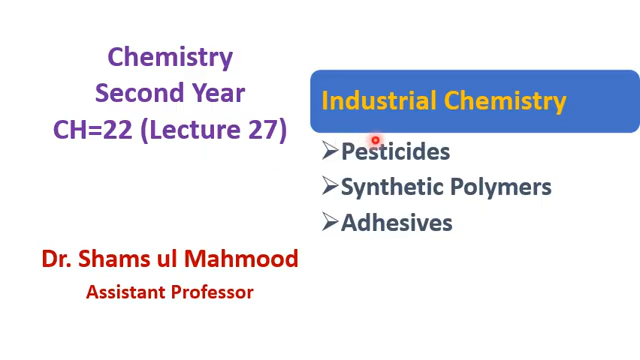 Chemistry
Second Year
CH=22 (Lecture 27)
Industrial Chemistry
➢Pesticides
➢Synthetic Polymers
➢Adhesives
Dr. Shams ul Mahmood
Assistant Professor